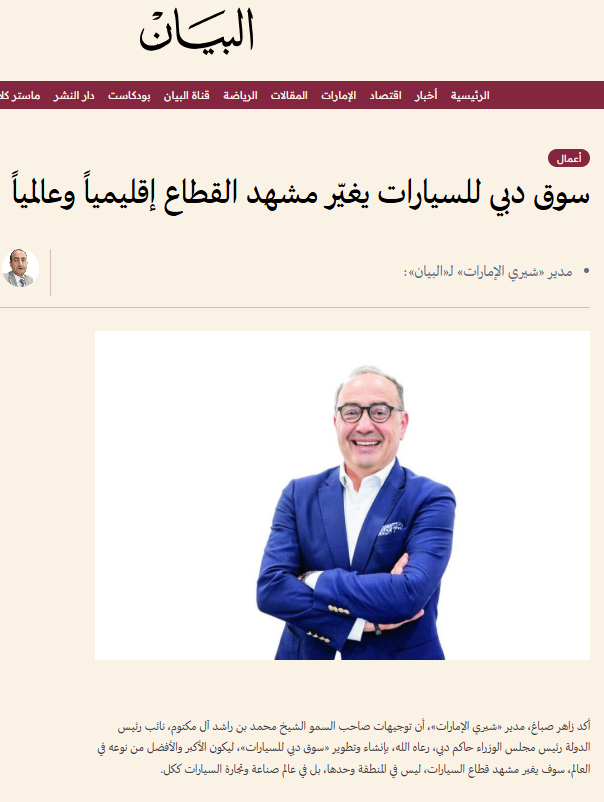 البيان
الرئيسية أخبار اقتصاد الإمارات المقالات الرياضة قناة البيان بودكاست دار النشر ماستر
أعمال
سوق دبي للسيارات يغيّر مشهد القطاع إقليمياً وعالمياً
• مدير «شيري الإمارات» لـ«البيان»:
أكد زاهر صباغ، مدير «شيري الإمارات»، أن توجيهات صاحب السمو الشيخ محمد بن راشد آل مكتوم، نائب رئيس
الدولة رئيس مجلس الوزراء حاكم دبي، رعاه الله، بإنشاء وتطوير «سوق دبي للسيارات»، ليكون الأكبر والأفضل من نوعه في
العالم، سوف يغير مشهد قطاع السيارات، ليس في المنطقة وحدها، بل في عالم صناعة وتجارة السيارات ككل.